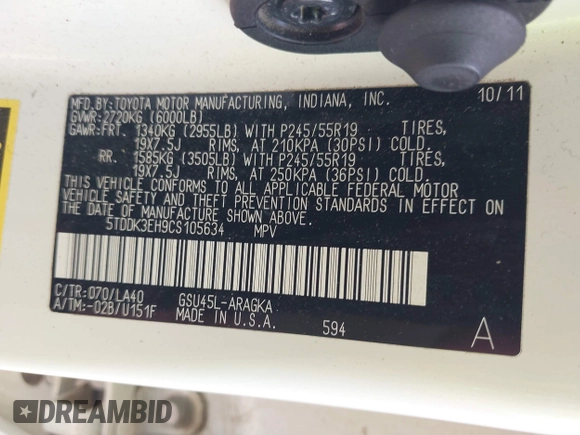 MFD. BY: TOYOTA MOTOR MANUFACTURING, INDIANA, INC. 10/11
GVWR: 2720KG (6000LB)
GAWR: FRT. 1340KG (2955LB) WITH P245/55R19 TIRES,
19X7.5J RIMS, AT 210KPA (30PSI) COLD.
RR. 1585KG (3505LB) WITH P245/55R19 TIRES,
19X7.5J RIMS, AT 250KPA (36PSI) COLD.
THIS VEHICLE CONFORMS TO ALL APPLICABLE FEDERAL MOTOR
VEHICLE SAFETY AND THEFT PREVENTION STANDARDS IN EFFECT ON
THE DATE OF MANUFACTURE SHOWN ABOVE.
5TDDK3EH9CS105634 MPV
C/TR: 070/LA40 GSU45L-ARAGKA
A/TM: -02B/U151F MADE IN U.S.A. 594 A
DREAMBID